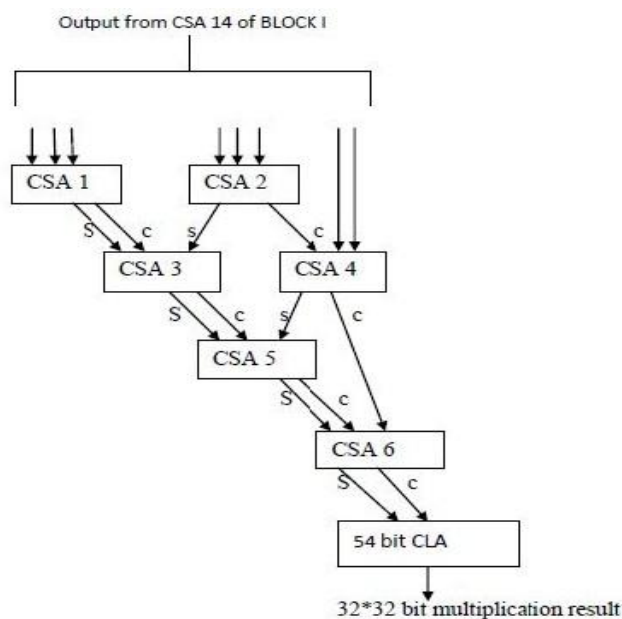 Output from CSA 14 of BLOCK I
CSA 1
CSA 2
S
c
s
c
CSA 3
CSA 4
S
c
s
c
CSA 5
S
c
CSA 6
S
c
54 bit CLA
32*32 bit multiplication result